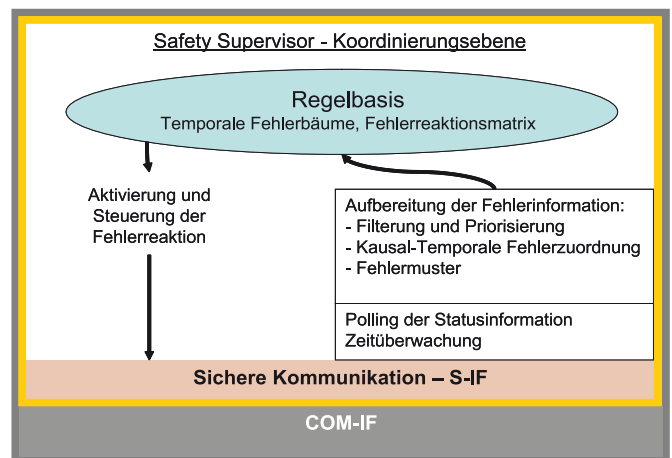 Safety Supervisor - Koordinierungsebene
Regelbasis
Temporale Fehlerbäume, Fehlerreaktionsmatrix
Aktivierung und
Steuerung der
Fehlerreaktion
Aufbereitung der Fehlerinformation:
- Filterung und Priorisierung
- Kausal-Temporale Fehlerzuordnung
- Fehlermuster
Polling der Statusinformation
Zeitüberwachung
Sichere Kommunikation – S-IF
COM-IF